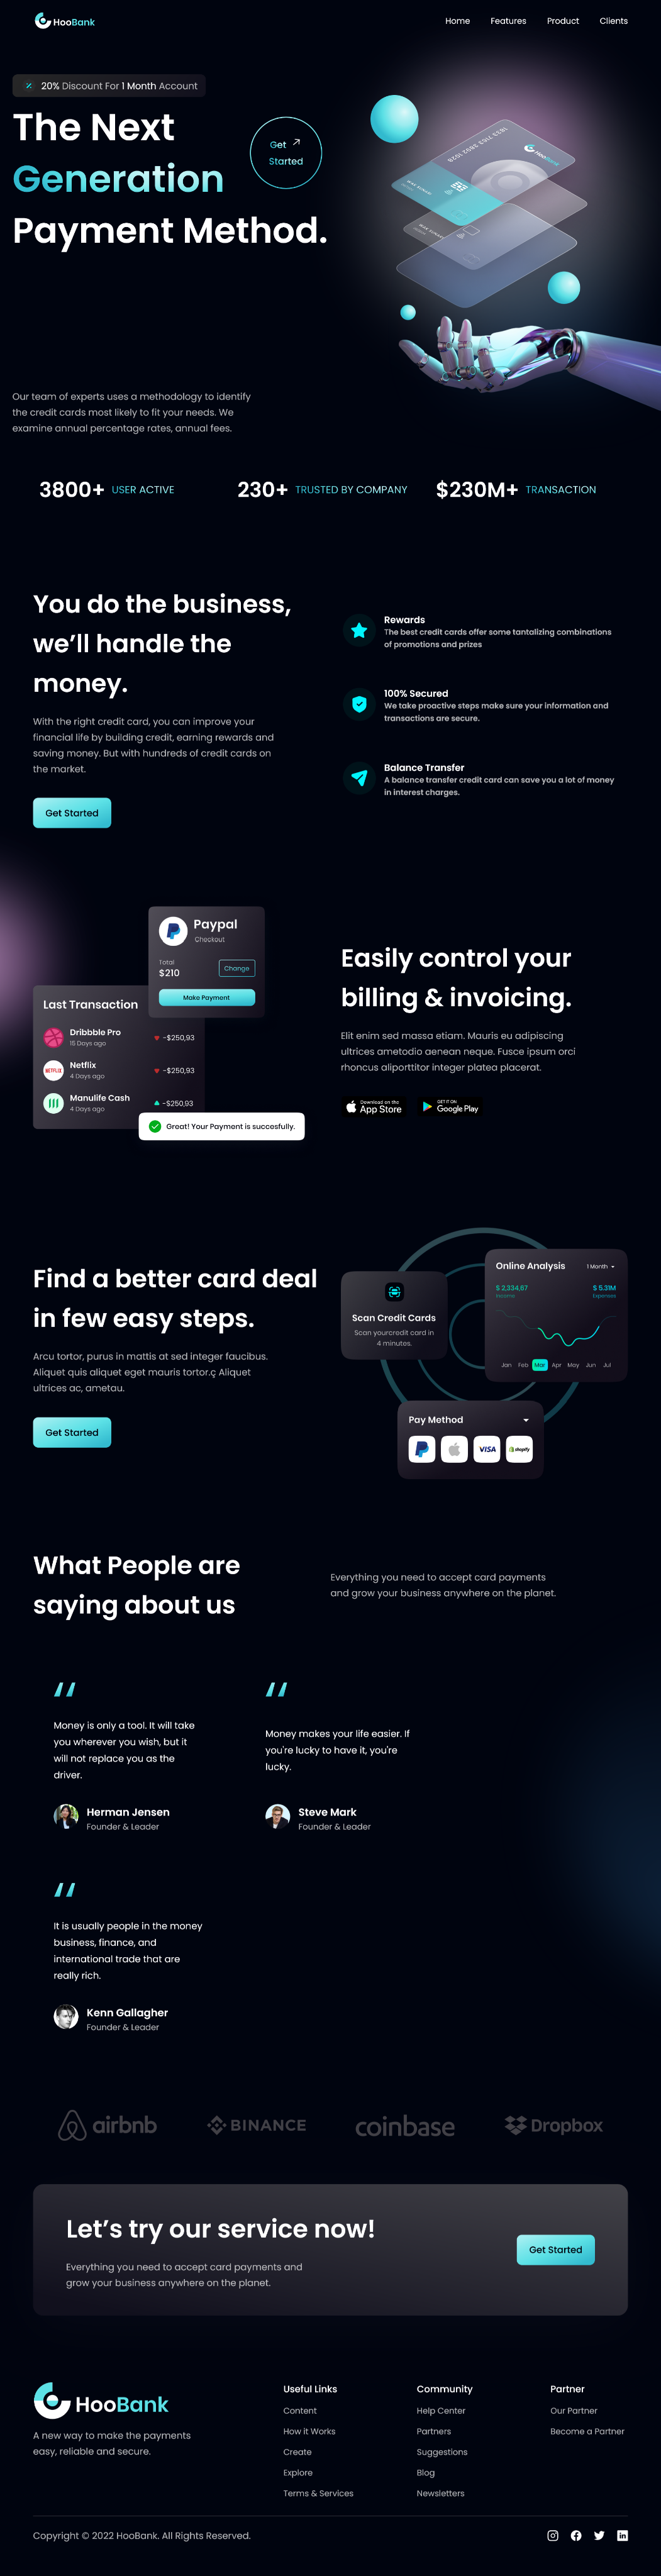 HooBank
Home
Features
Product
Clients
20% Discount For 1 Month Account
The Next
Generation
Payment Method.
Get
Started
HooBank
Our team of experts uses a methodology to identify
the credit cards most likely to fit your needs. We
examine annual percentage rates, annual fees.
3800+ USER ACTIVE
230+ TRUSTED BY COMPANY
$230M+ TRANSACTION
You do the business,
we’ll handle the
money.
With the right credit card, you can improve your
financial life by building credit, earning rewards and
saving money. But with hundreds of credit cards on
the market.
Get Started
Rewards
The best credit cards offer some tantalizing combinations
of promotions and prizes
100% Secured
We take proactive steps make sure your information and
transactions are secure.
Balance Transfer
A balance transfer credit card can save you a lot of money
in interest charges.
Paypal
Checkout
Total
$210
Change
Make Payment
Last Transaction
Dribbble Pro
15 Days ago
-$250,93
NETFLIX
Netflix
4 Days ago
-$250,93
Manulife Cash
4 Days ago
-$250,93
Great! Your Payment is succesfully.
Easily control your
billing & invoicing.
Elit enim sed massa etiam. Mauris eu adipiscing
ultrices ametodio aenean neque. Fusce ipsum orci
rhoncus aliporttitor integer platea placerat.
Download on the
App Store
GET IT ON
Google Play
Find a better card deal
in few easy steps.
Arcu tortor, purus in mattis at sed integer faucibus.
Aliquet quis aliquet eget mauris tortor.ç Aliquet
ultrices ac, ametau.
Get Started
Scan Credit Cards
Scan yourcredit card in
4 minutes.
Online Analysis
1 Month
$ 2,334,67
Income
$ 5.31M
Expenses
Jan Feb Mar Apr May Jun Jul
Pay Method
VISA
shopify
What People are
saying about us
Everything you need to accept card payments
and grow your business anywhere on the planet.
Money is only a tool. It will take
you wherever you wish, but it
will not replace you as the
driver.
Herman Jensen
Founder & Leader
Money makes your life easier. If
you're lucky to have it, you're
lucky.
Steve Mark
Founder & Leader
It is usually people in the money
business, finance, and
international trade that are
really rich.
Kenn Gallagher
Founder & Leader
airbnb
BINANCE
coinbase
Dropbox
Let’s try our service now!
Everything you need to accept card payments and
grow your business anywhere on the planet.
Get Started
HooBank
A new way to make the payments
easy, reliable and secure.
Useful Links
Content
How it Works
Create
Explore
Terms & Services
Community
Help Center
Partners
Suggestions
Blog
Newsletters
Partner
Our Partner
Become a Partner
Copyright © 2022 HooBank. All Rights Reserved.